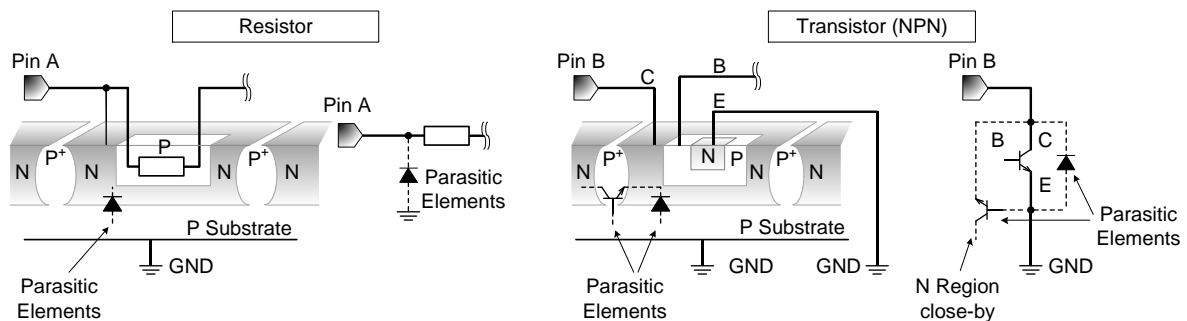 Resistor
Transistor (NPN)
Pin A
Pin A
N
P+
N
P
P+
N
N
Parasitic
Elements
P Substrate
GND
Parasitic
Elements
Pin B
C
B
E
N
P+
N
N
P
P+
N
N
P Substrate
GND
GND
Parasitic
Elements
Pin B
B
C
E
Parasitic
Elements
GND
N Region
close-by